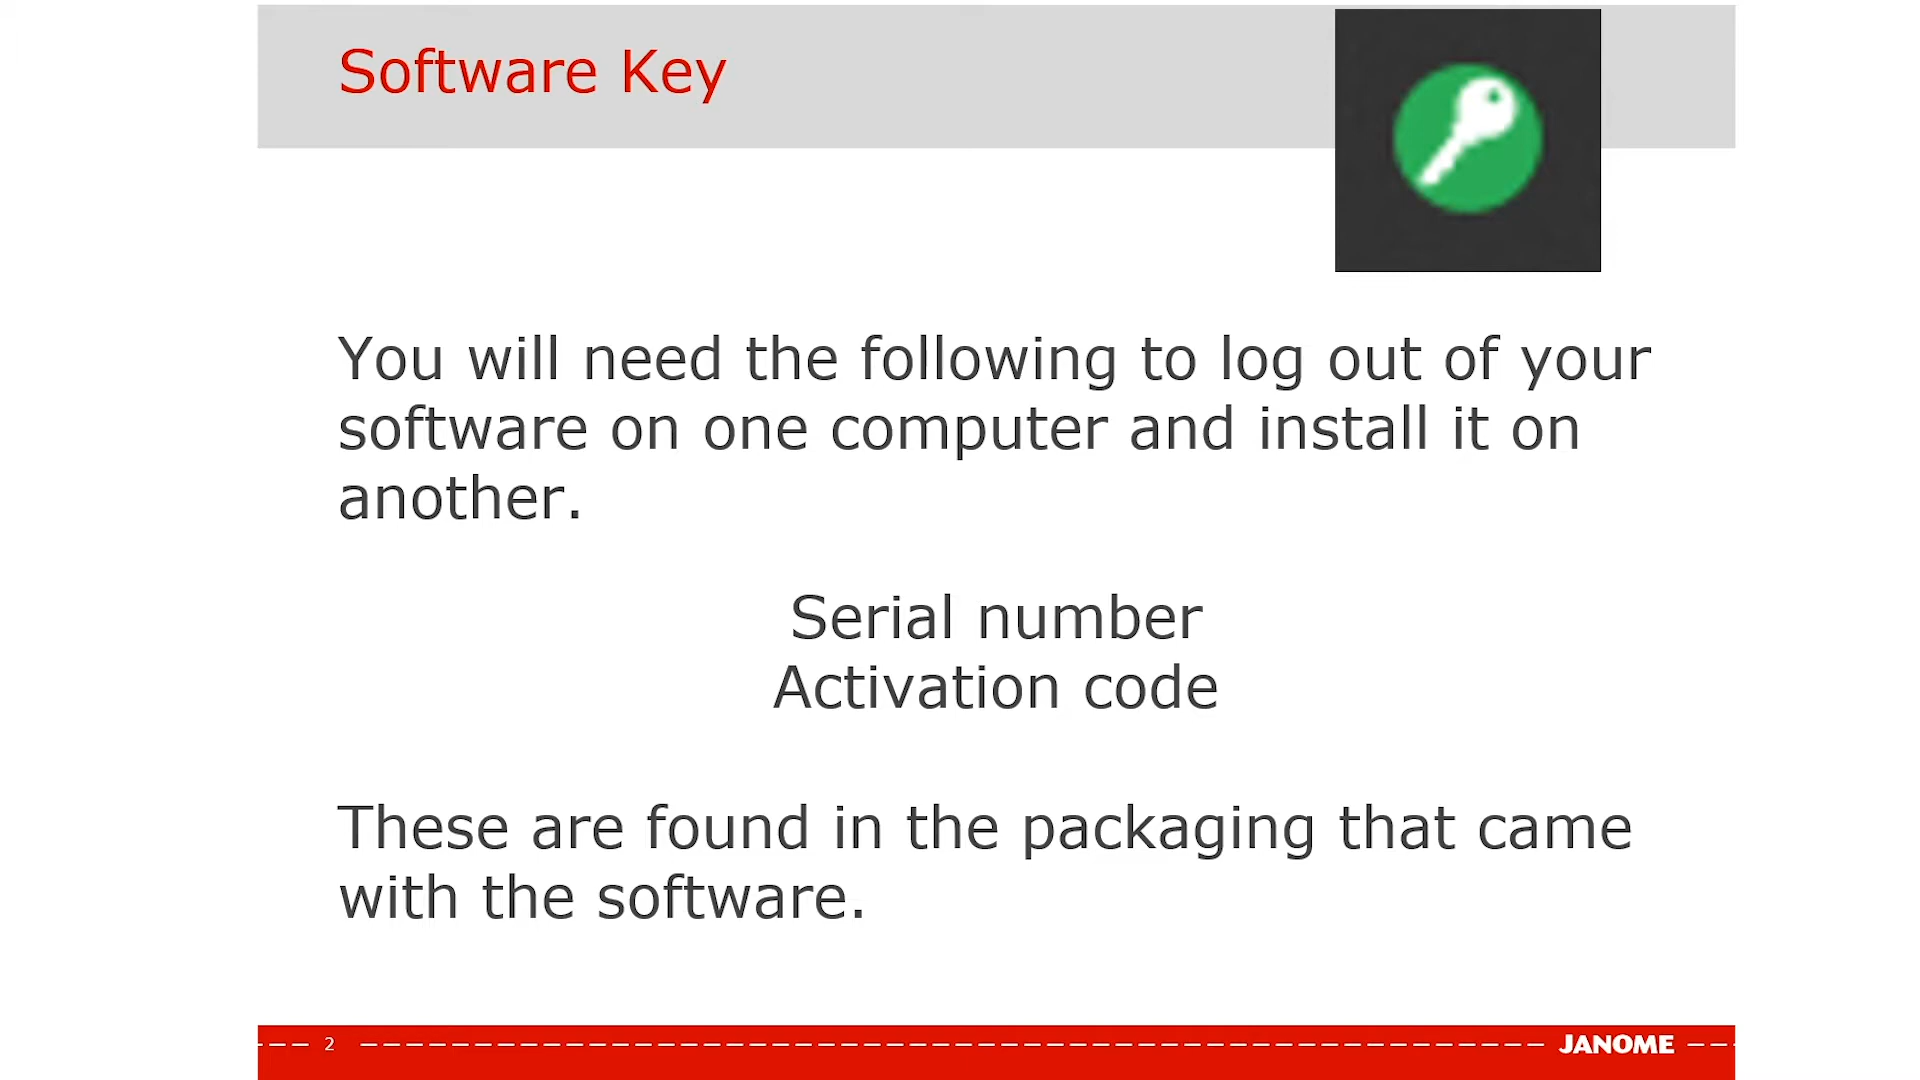 Software Key
You will need the following to log out of your
software on one computer and install it on
another.
Serial number
Activation code
These are found in the packaging that came
with the software.
2
JANOME